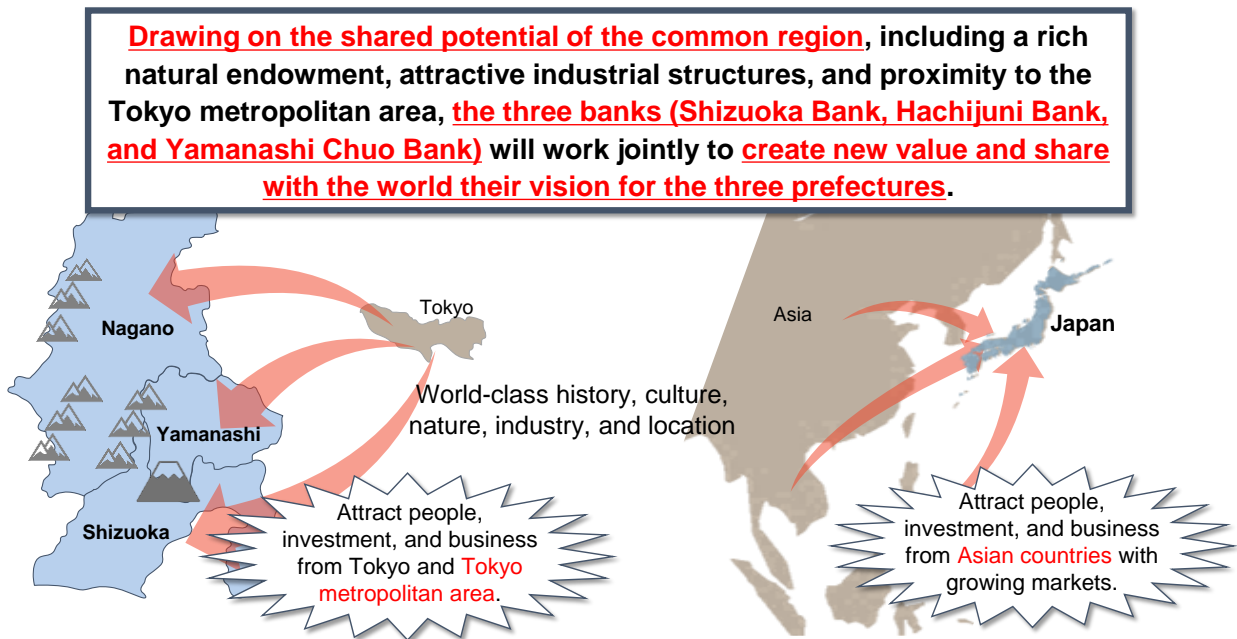 Drawing on the shared potential of the common region, including a rich
natural endowment, attractive industrial structures, and proximity to the
Tokyo metropolitan area, the three banks (Shizuoka Bank, Hachijuni Bank,
and Yamanashi Chuo Bank) will work jointly to create new value and share
with the world their vision for the three prefectures.
Tokyo
Nagano
Asia
Japan
World-class history, culture,
nature, industry, and location
Yamanashi
Shizuoka
Attract people,
investment, and business
from Tokyo and Tokyo
metropolitan area.
Attract people,
investment, and business
from Asian countries with
growing markets.